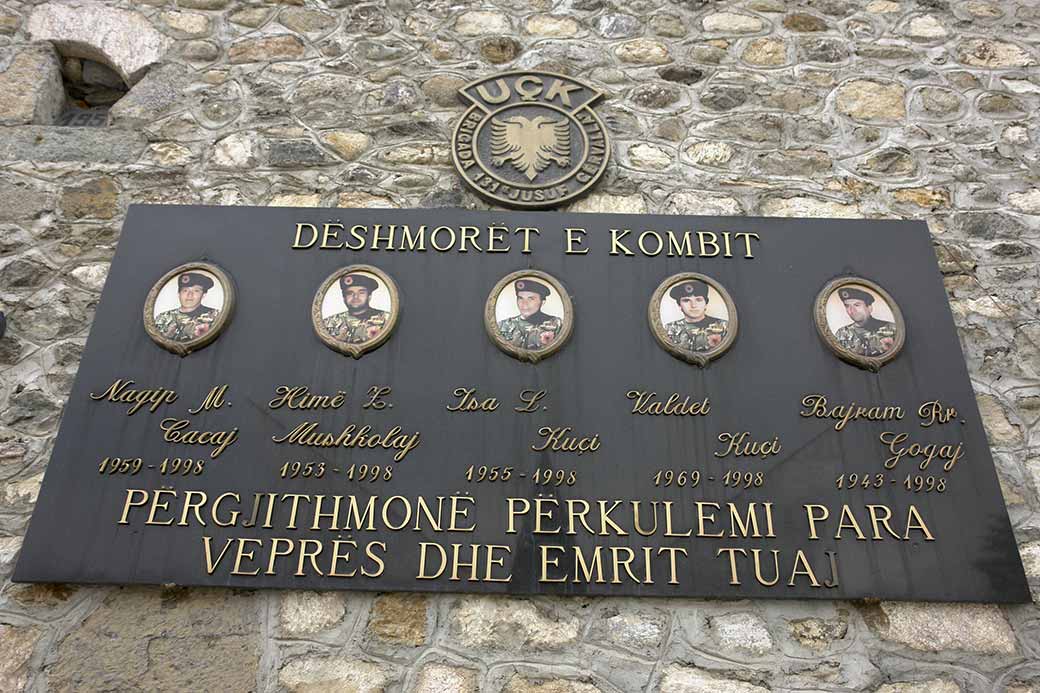 UÇK
BRIGADA 131 "JUSUF GERVALLA"
DËSHMORËT E KOMBIT
Nagip M. Cacaj
1959 - 1998
Himë Z. Mushkolaj
1953 - 1998
Isa L. Kuçi
1955 - 1998
Valdet Kuçi
1969 - 1998
Bajram Rr. Gogaj
1943 - 1998
PËRGJITHMONË PËRKULEMI PARA
VEPRËS DHE EMRIT TUAJ